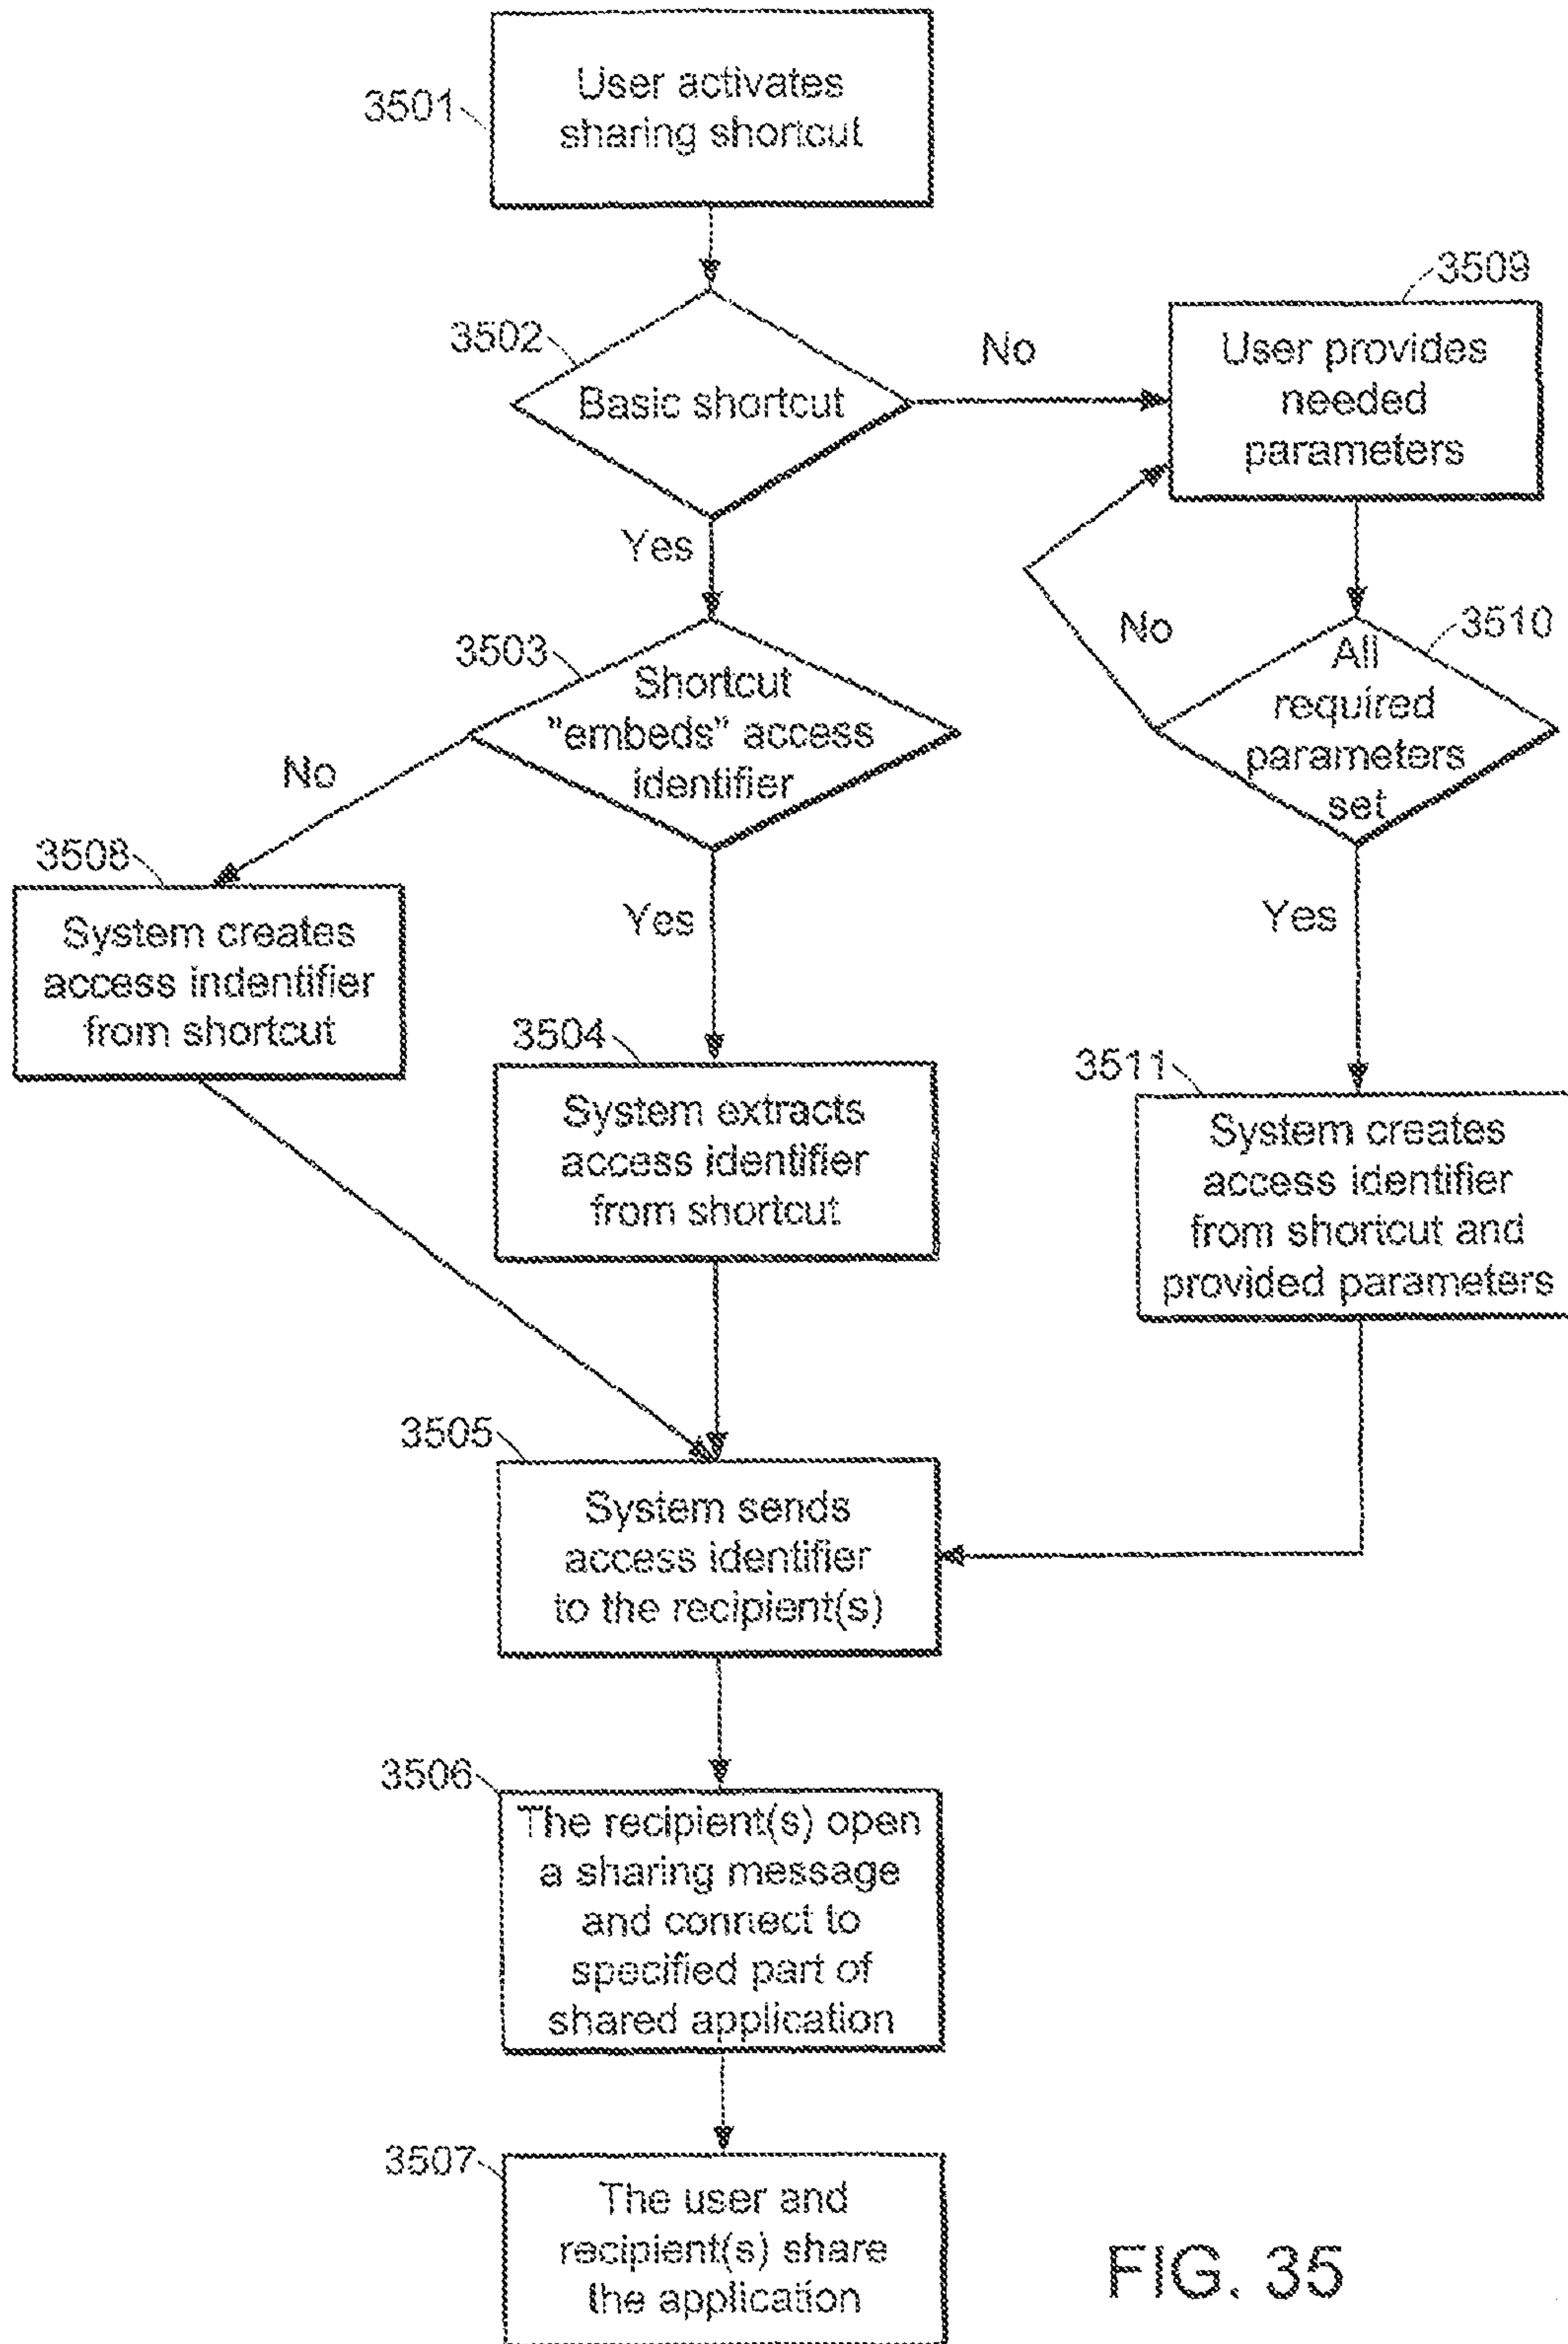 3501
User activates
sharing shortcut
3502
Basic shortcut
No
3509
User provides
needed
parameters
Yes
3503
Shortcut
"embeds" access
identifier
No
3510
All
required
parameters
set
No
3508
System creates
access indentifier
from shortcut
Yes
3504
System extracts
access identifier
from shortcut
Yes
3511
System creates
access identifier
from shortcut and
provided parameters
3505
System sends
access identifier
to the recipient(s)
3506
The recipient(s) open
a sharing message
and connect to
specified part of
shared application
3507
The user and
recipient(s) share
the application
FIG. 35